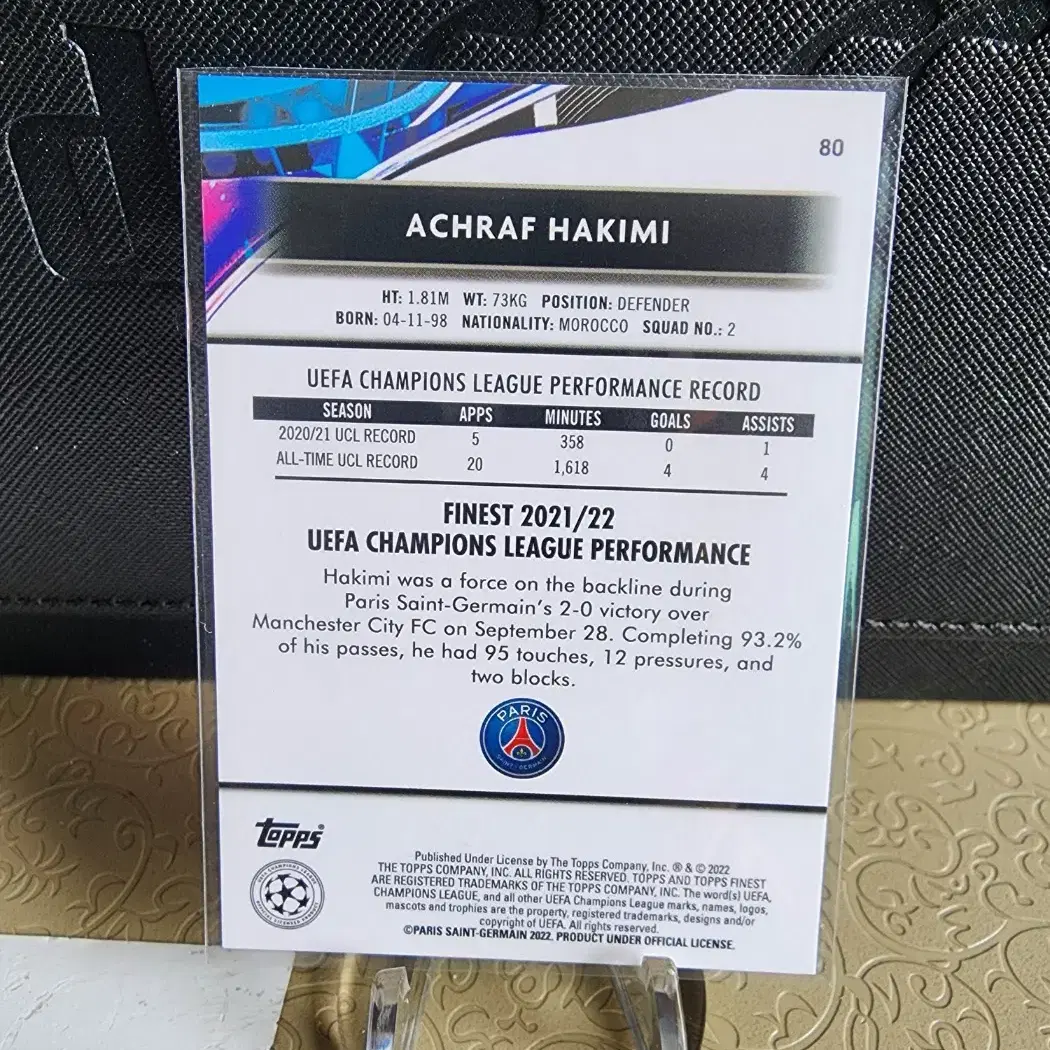 80
ACHRAF HAKIMI
HT: 1.81M WT: 73KG POSITION: DEFENDER
BORN: 04-11-98 NATIONALITY: MOROCCO SQUAD NO.: 2
UEFA CHAMPIONS LEAGUE PERFORMANCE RECORD
SEASON APPS MINUTES GOALS ASSISTS
2020/21 UCL RECORD 5 358 0 1
ALL-TIME UCL RECORD 20 1,618 4 4
FINEST 2021/22
UEFA CHAMPIONS LEAGUE PERFORMANCE
Hakimi was a force on the backline during
Paris Saint-Germain's 2-0 victory over
Manchester City FC on September 28. Completing 93.2%
of his passes, he had 95 touches, 12 pressures, and
two blocks.
PARIS
SAINT-GERMAIN
topps®
Published Under License by The Topps Company, Inc. ® & © 2022
THE TOPPS COMPANY, INC. ALL RIGHTS RESERVED. TOPPS AND TOPPS FINEST
ARE REGISTERED TRADEMARKS OF THE TOPPS COMPANY, INC. The word(s) UEFA,
CHAMPIONS LEAGUE, and all other UEFA Champions League marks, names, logos,
mascots and trophies are the property, registered trademarks, designs and/or
copyright of UEFA. All rights reserved.
©PARIS SAINT-GERMAIN 2022. PRODUCT UNDER OFFICIAL LICENSE.
UEFA CHAMPIONS LEAGUE
OFFICIAL LICENSED PRODUCT